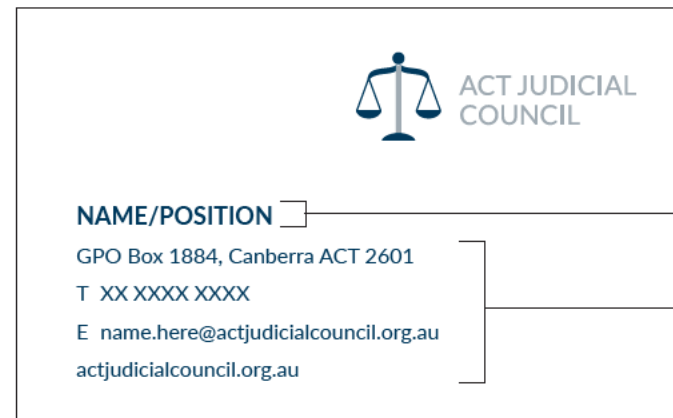 ACT JUDICIAL
COUNCIL
NAME/POSITION
GPO Box 1884, Canberra ACT 2601
T XX XXXX XXXX
E name.here@actjudicialcouncil.org.au
actjudicialcouncil.org.au